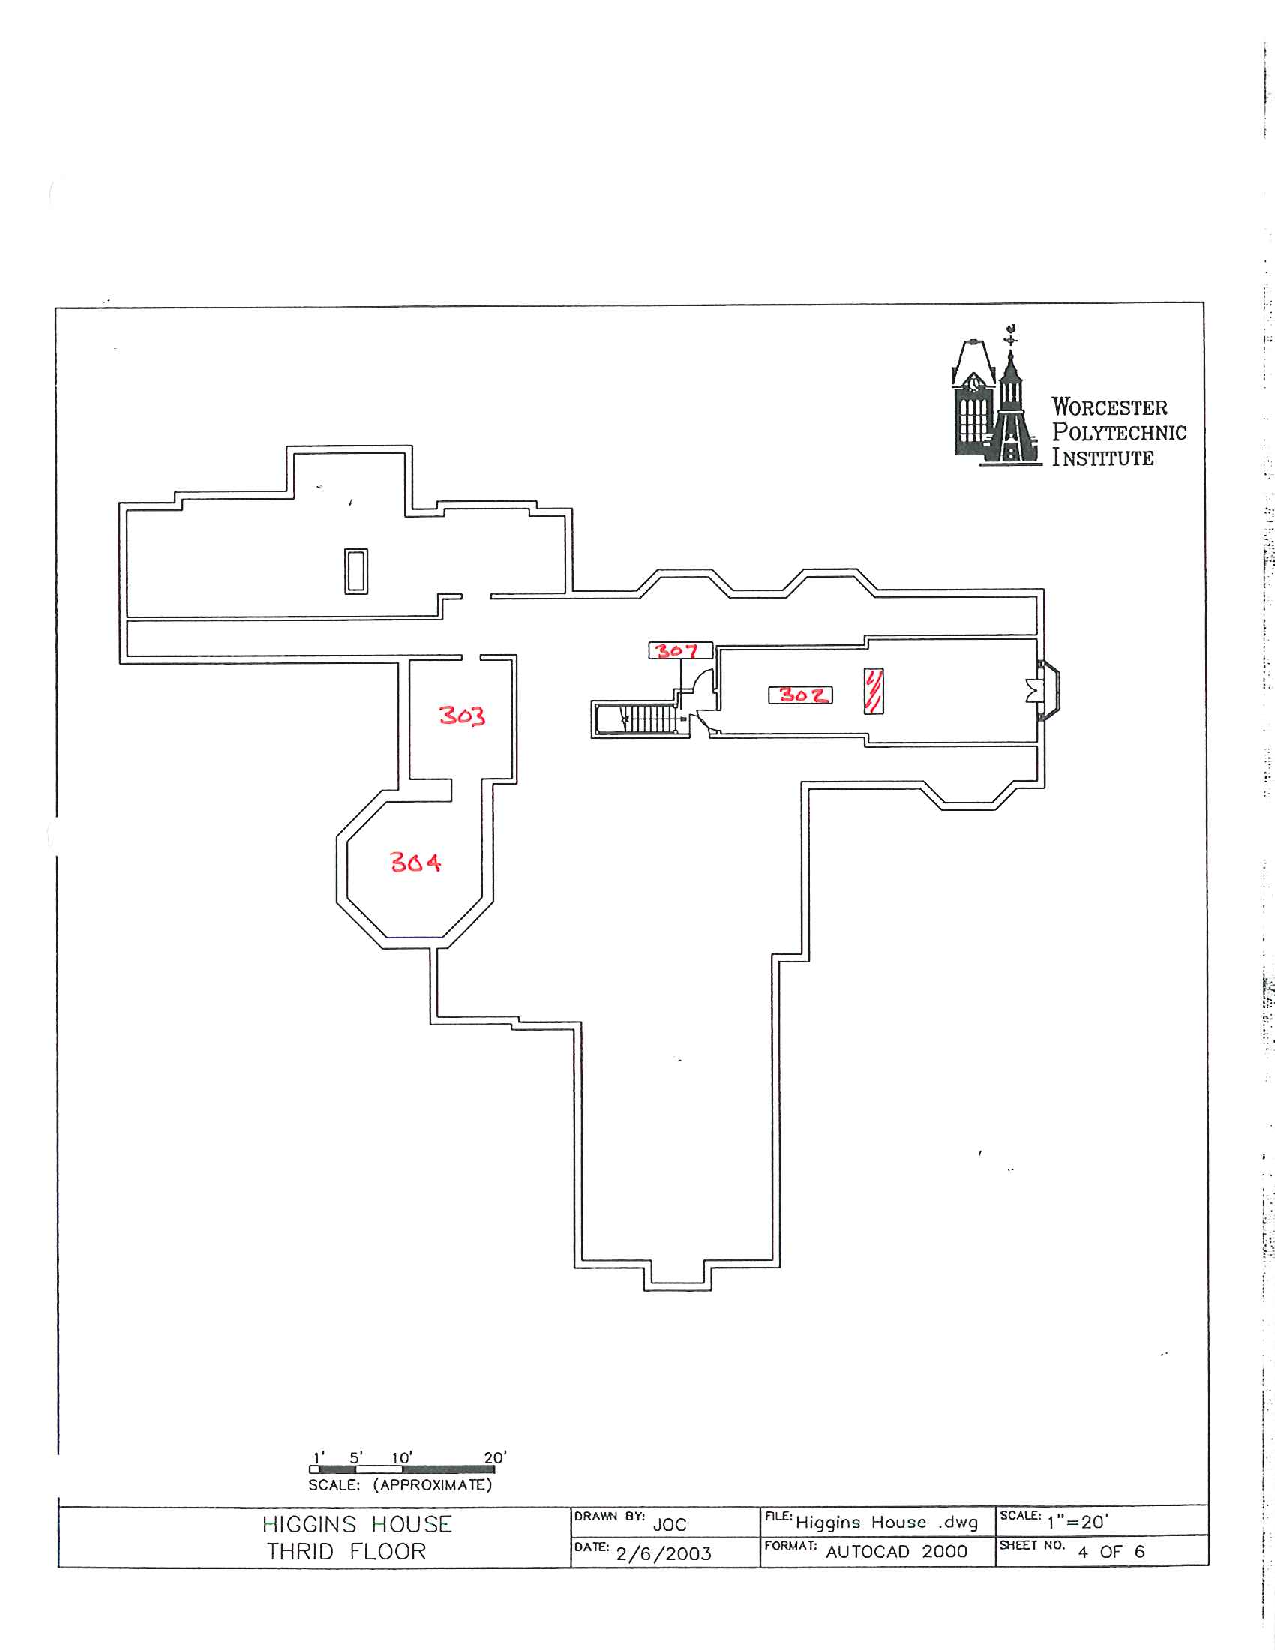 WORCESTER
POLYTECHNIC
INSTITUTE
307
302
303
304
1' 5' 10' 20'
SCALE: (APPROXIMATE)
HIGGINS HOUSE
THRID FLOOR
DRAWN BY: JOC
DATE: 2/6/2003
FILE: Higgins House .dwg
FORMAT: AUTOCAD 2000
SCALE: 1"=20'
SHEET NO. 4 OF 6